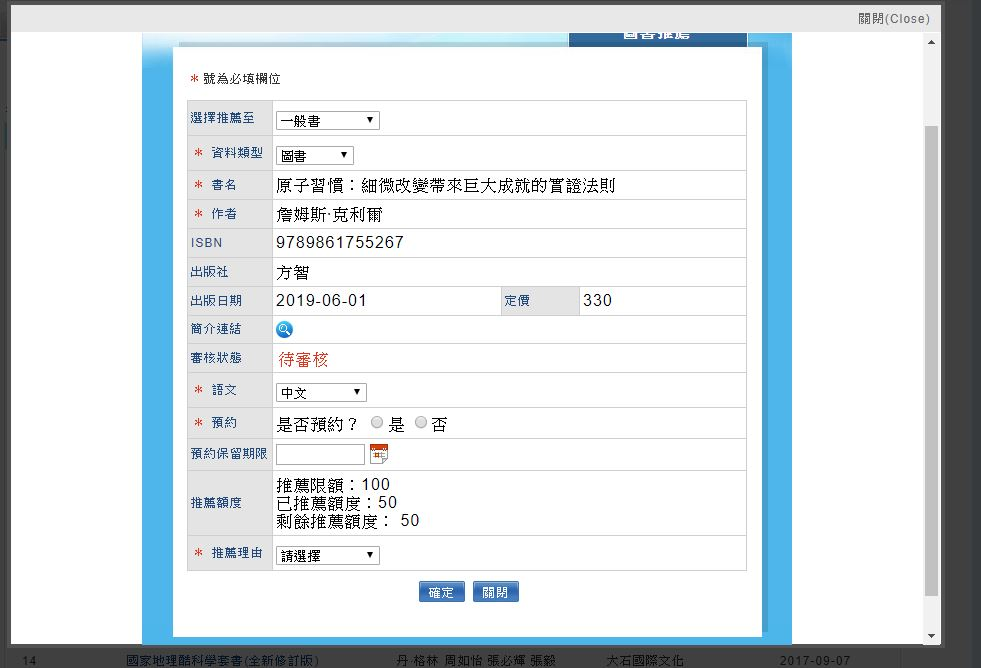 關閉(Close)
圖書推薦
* 號為必填欄位
選擇推薦至 一般書
* 資料類型 圖書
* 書名 原子習慣：細微改變帶來巨大成就的實證法則
* 作者 詹姆斯‧克利爾
ISBN 9789861755267
出版社 方智
出版日期 2019-06-01 定價 330
簡介連結
審核狀態 待審核
* 語文 中文
* 預約 是否預約？ 是 否
預約保留期限
推薦額度 推薦限額：100
已推薦額度：50
剩餘推薦額度： 50
* 推薦理由 請選擇
確定 關閉
14 國家地理酷科學套書(全新修訂版) 丹‧格林 周如怡 張必輝 張毅 大石國際文化 2017-09-07